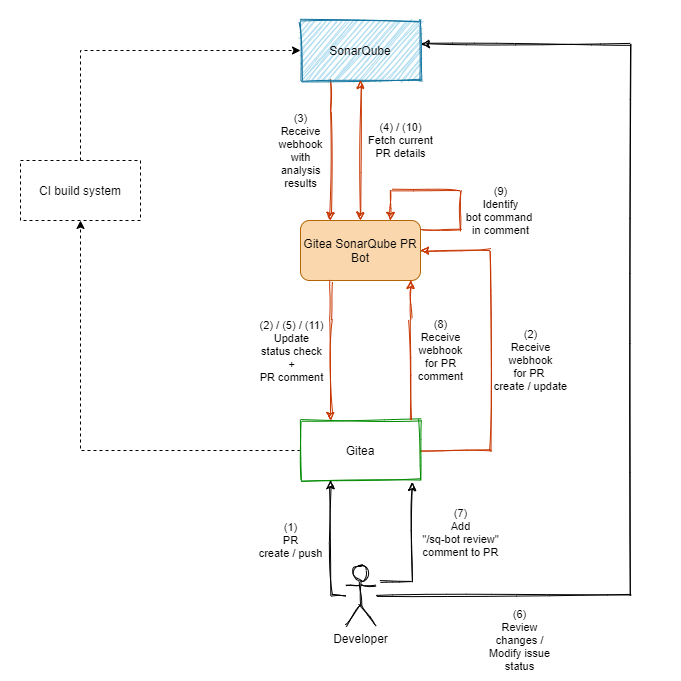 SonarQube
(3)
Receive
webhook
with
analysis
results
(4) / (10)
Fetch current
PR details
CI build system
(9)
Identify
bot command
in comment
Gitea SonarQube PR
Bot
(2) / (5) / (11)
Update
status check
+
PR comment
(8)
Receive
webhook
for PR
comment
(2)
Receive
webhook
for PR
create / update
Gitea
(1)
PR
create / push
(7)
Add
"/sq-bot review"
comment to PR
Developer
(6)
Review
changes /
Modify issue
status